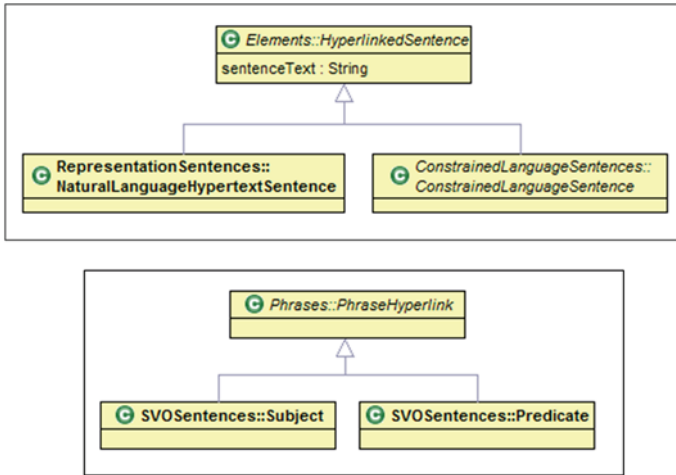 C Elements::HyperlinkedSentence
sentenceText : String
C RepresentationSentences::
NaturalLanguageHypertextSentence
C ConstrainedLanguageSentences::
ConstrainedLanguageSentence
C Phrases::PhraseHyperlink
C SVOSentences::Subject
C SVOSentences::Predicate